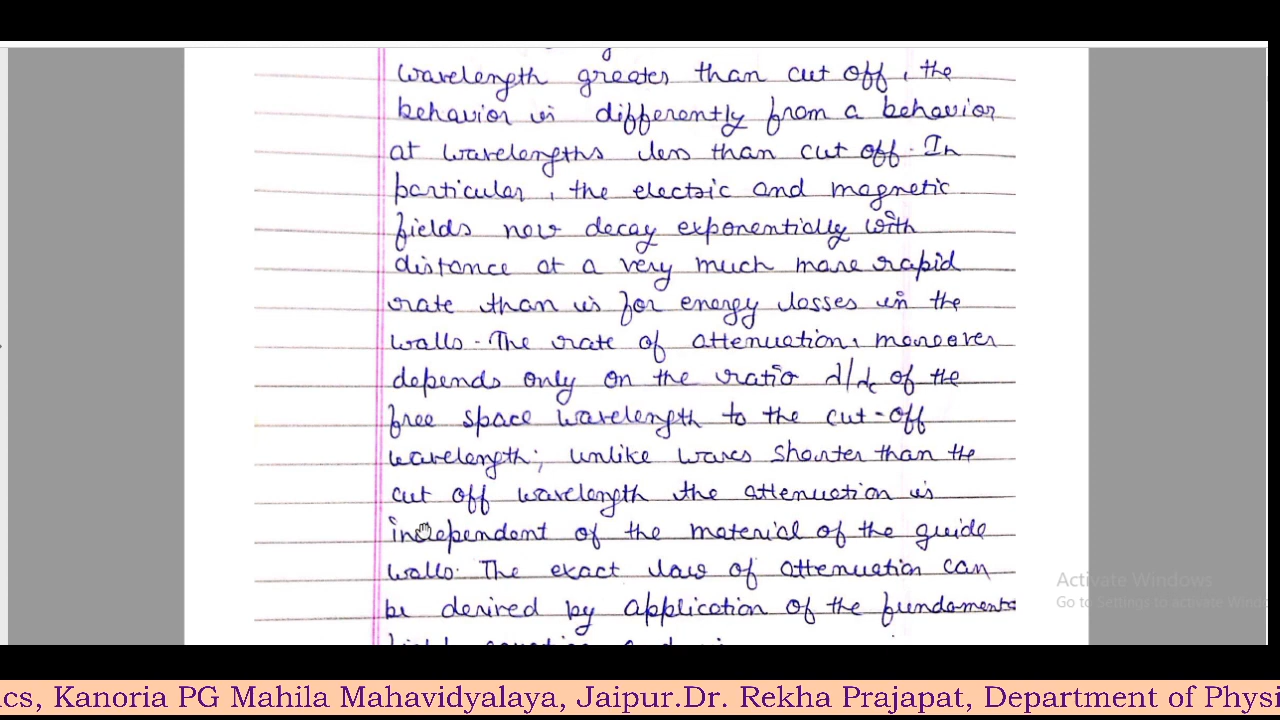 wavelength greater than cut off, the
behavior is differently from a behavior
at wavelengths less than cut off. In
particular, the electric and magnetic
fields now decay exponentially with
distance at a very much more rapid
rate than is for energy losses in the
walls. The rate of attenuation, moreover
depends only on the ratio λ/λc of the
free space wavelength to the cut-off
wavelength; unlike waves shorter than the
cut off wavelength the attenuation is
independent of the material of the guide
walls. The exact law of attenuation can
be derived by application of the fundamenta
Activate Windows
Go to Settings to activate Windo
ics, Kanoria PG Mahila Mahavidyalaya, Jaipur.Dr. Rekha Prajapat, Department of Physi